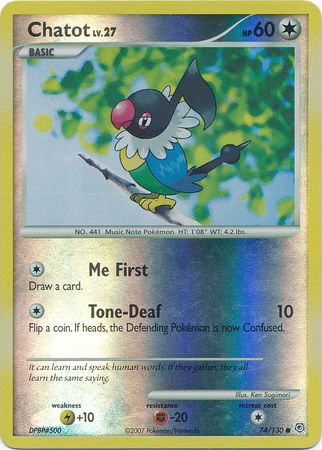 Chatot LV.27 HP 60
BASIC
NO. 441 Music Note Pokémon HT: 1'08" WT: 4.2 lbs.
Me First
Draw a card.
Tone-Deaf 10
Flip a coin. If heads, the Defending Pokémon is now Confused.
It can learn and speak human words. If they gather, they all
learn the same saying.
weakness resistance retreat cost
+10 -20
Illus. Ken Sugimori
DPBP#500 ©2007 Pokémon/Nintendo 74/130